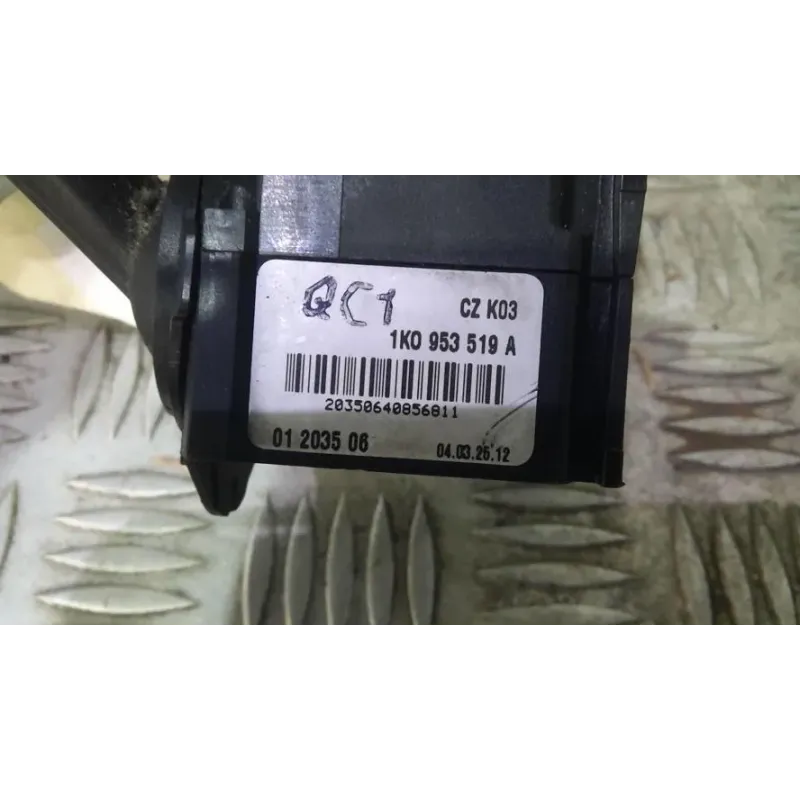 QC1
CZ K03
1K0 953 519 A
20350640856811
01 2035 06
04.03.26.12